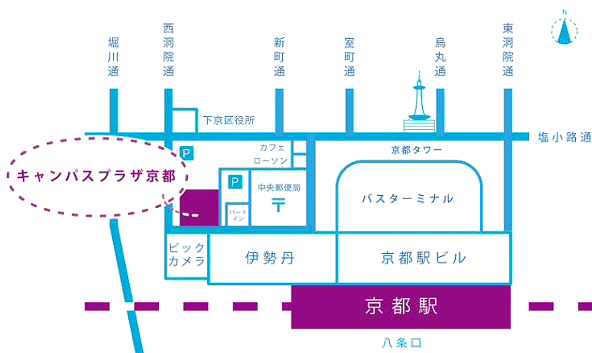 N
堀川通
西洞院通
新町通
室町通
烏丸通
東洞院通
下京区役所
塩小路通
カフェ
ローソン
京都タワー
P
キャンパスプラザ京都
P
中央郵便局
〒
ハートイン
バスターミナル
ビック
カメラ
伊勢丹
京都駅ビル
京都駅
八条口